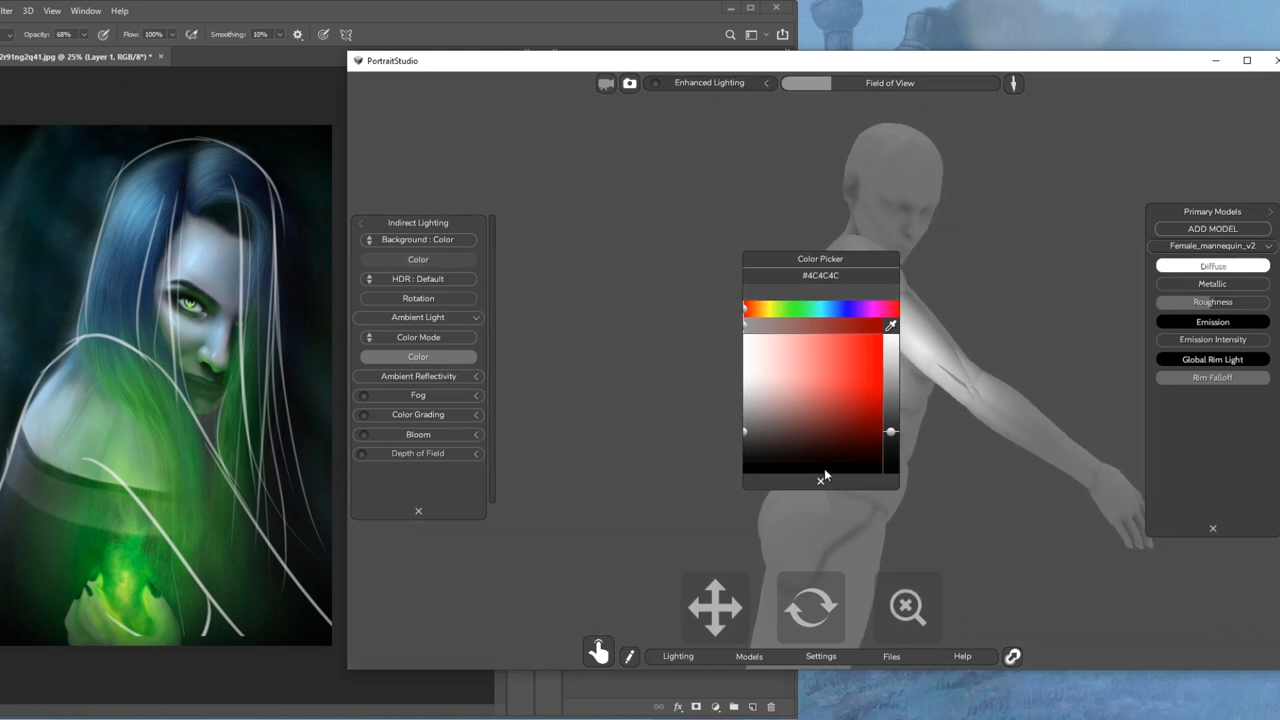 3D View Window Help
Opacity: 68% Flow: 100% Smoothing: 10%
2r91ng2q41.jpg @ 25% (Layer 1, RGB/8*) *
PortraitStudio
Enhanced Lighting
Field of View
Indirect Lighting
Background : Color
Color
HDR : Default
Rotation
Ambient Light
Color Mode
Color
Ambient Reflectivity
Fog
Color Grading
Bloom
Depth of Field
Color Picker
#4C4C4C
Primary Models
ADD MODEL
Female_mannequin_v2
Diffuse
Metallic
Roughness
Emission
Emission Intensity
Global Rim Light
Rim Falloff
Lighting Models Settings Files Help
fx